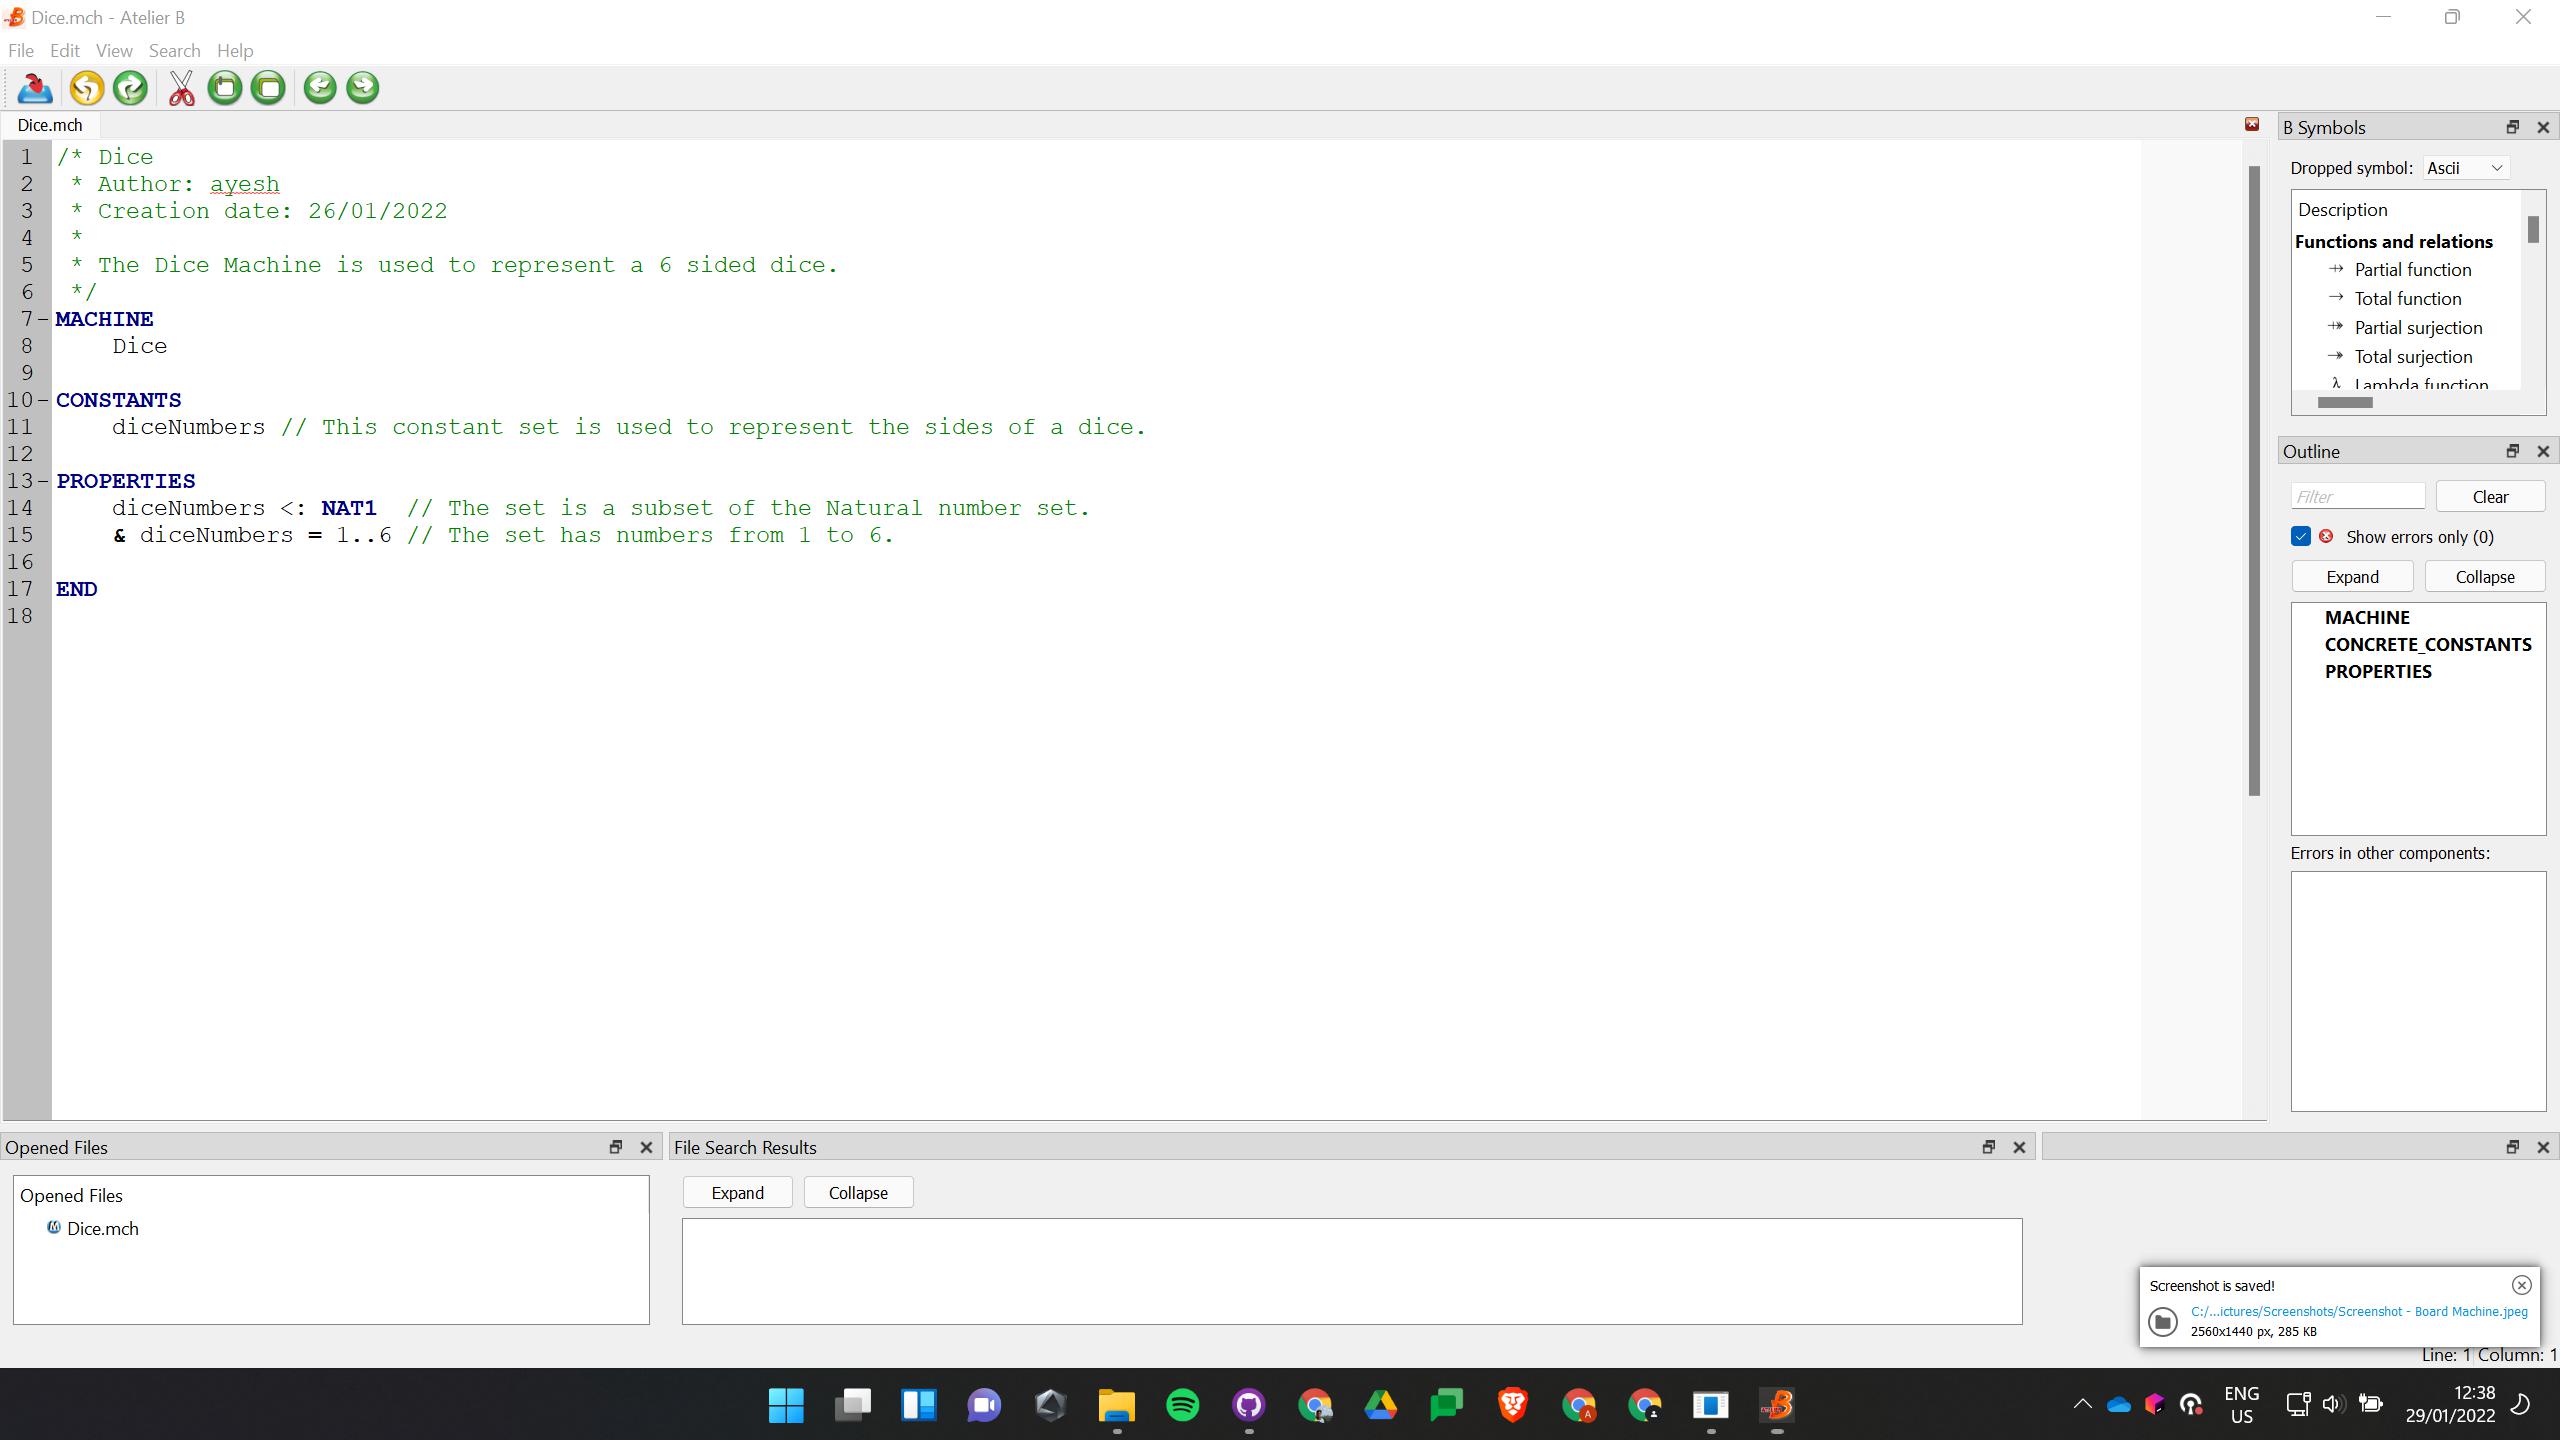 Dice.mch - Atelier B
File Edit View Search Help
Dice.mch
1 /* Dice
2  * Author: ayesh
3  * Creation date: 26/01/2022
4  *
5  * The Dice Machine is used to represent a 6 sided dice.
6  */
7 MACHINE
8     Dice
9
10 CONSTANTS
11     diceNumbers // This constant set is used to represent the sides of a dice.
12
13 PROPERTIES
14     diceNumbers <: NAT1  // The set is a subset of the Natural number set.
15     & diceNumbers = 1..6 // The set has numbers from 1 to 6.
16
17 END
18
B Symbols
Dropped symbol: Ascii
Description
Functions and relations
⇸ Partial function
→ Total function
⤀ Partial surjection
↠ Total surjection
λ Lambda function
Outline
Filter Clear
Show errors only (0)
Expand Collapse
MACHINE
CONCRETE_CONSTANTS
PROPERTIES
Errors in other components:
Opened Files
Opened Files
Dice.mch
File Search Results
Expand Collapse
Screenshot is saved!
C:/...ictures/Screenshots/Screenshot - Board Machine.jpeg
2560x1440 px, 285 KB
Line: 1 Column: 1
ENG
US
12:38
29/01/2022